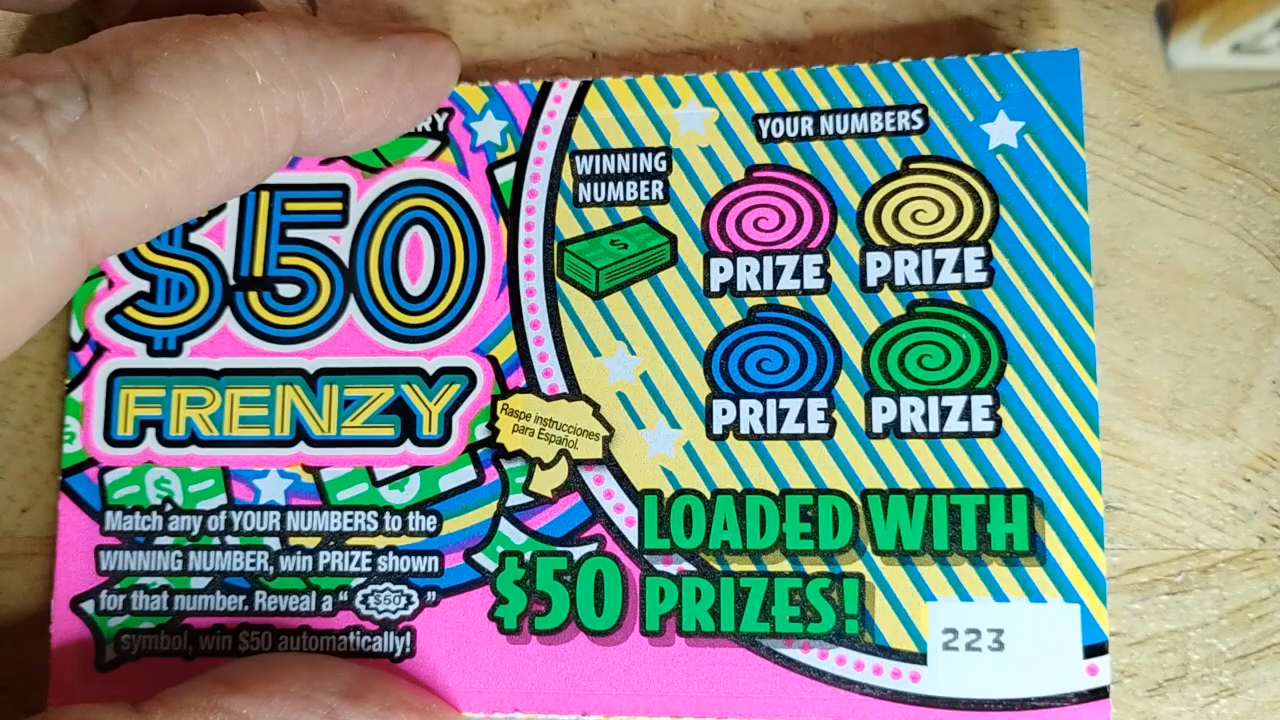 $50
FRENZY
Match any of YOUR NUMBERS to the
WINNING NUMBER, win PRIZE shown
for that number. Reveal a " $50 "
symbol, win $50 automatically!
Raspe instrucciones
para Español.
WINNING
NUMBER
$
YOUR NUMBERS
PRIZE PRIZE
PRIZE PRIZE
LOADED WITH
$50 PRIZES!
223